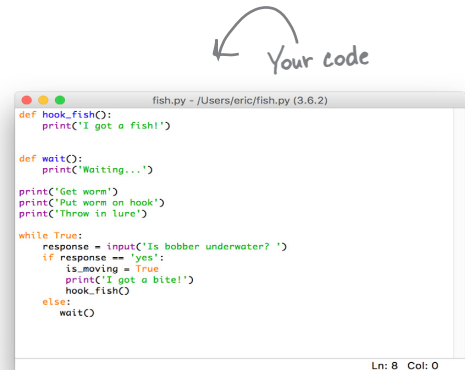 Your code
fish.py - /Users/eric/fish.py (3.6.2)
def hook_fish():
    print('I got a fish!')
def wait():
    print('Waiting...')
print('Get worm')
print('Put worm on hook')
print('Throw in lure')
while True:
    response = input('Is bobber underwater? ')
    if response == 'yes':
        is_moving = True
        print('I got a bite!')
        hook_fish()
    else:
       wait()
Ln: 8 Col: 0